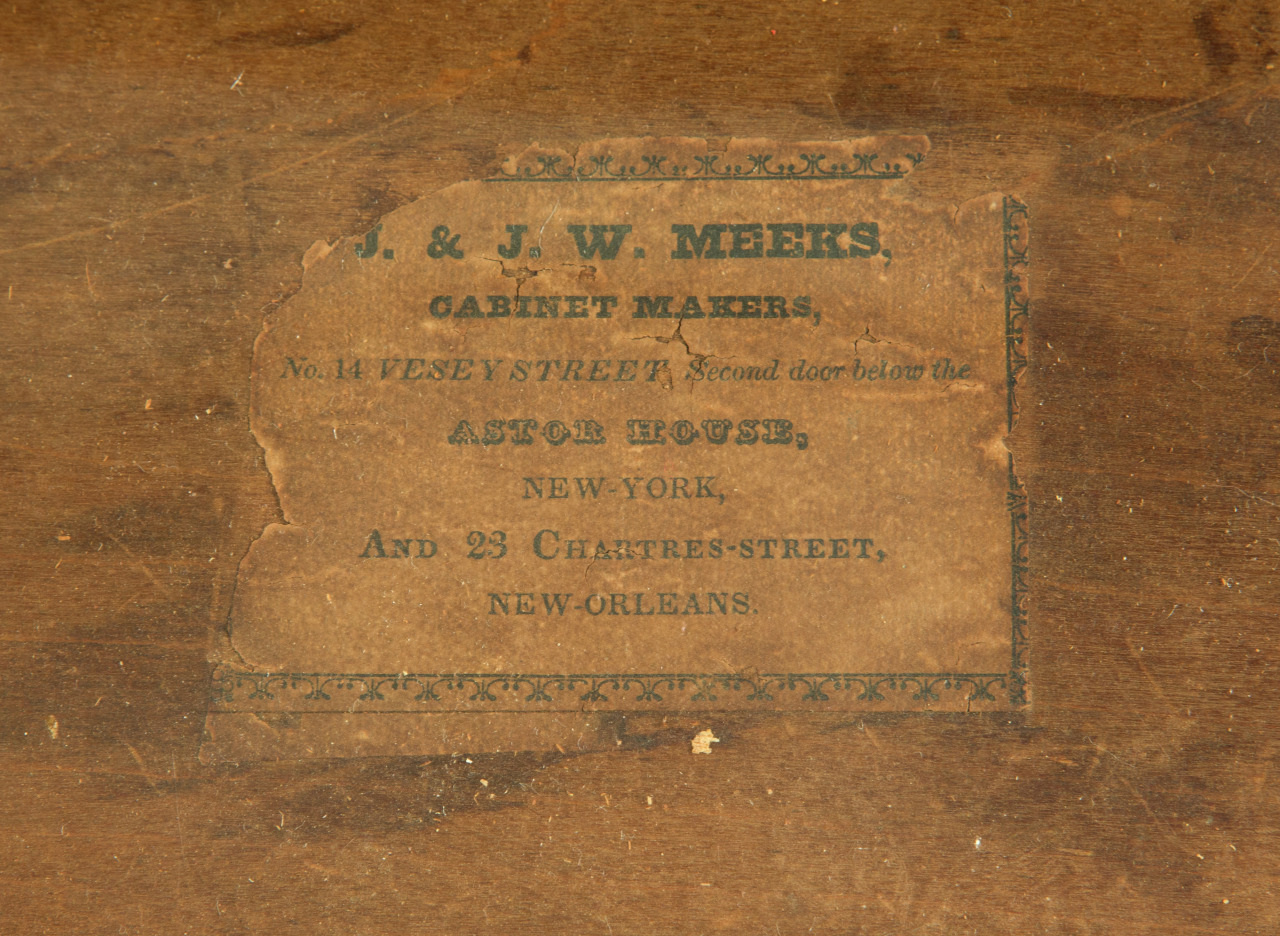 J. & J. W. MEEKS,
CABINET MAKERS,
No. 14 VESEY STREET, Second door below the
ASTOR HOUSE,
NEW-YORK,
AND 23 CHARTRES-STREET,
NEW-ORLEANS.